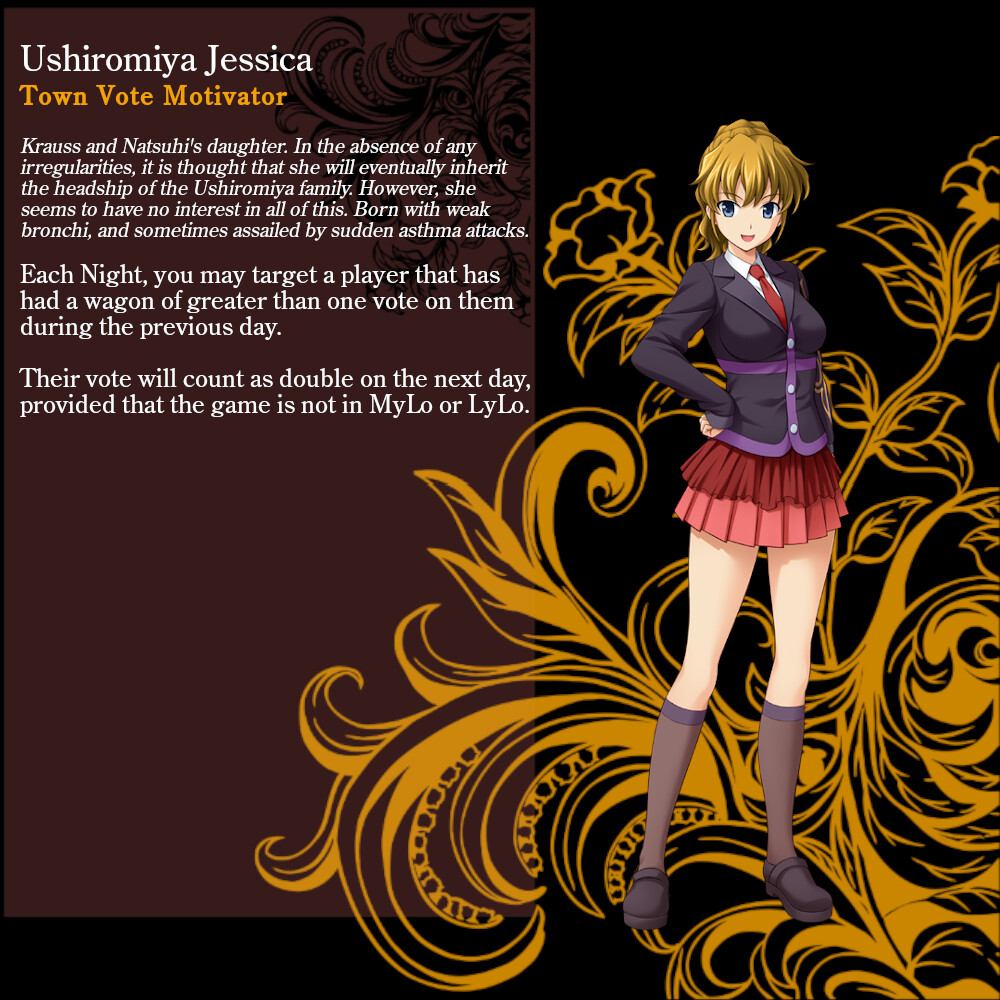 Ushiromiya Jessica
Town Vote Motivator
Krauss and Natsuhi's daughter. In the absence of any
irregularities, it is thought that she will eventually inherit
the headship of the Ushiromiya family. However, she
seems to have no interest in all of this. Born with weak
bronchi, and sometimes assailed by sudden asthma attacks.
Each Night, you may target a player that has
had a wagon of greater than one vote on them
during the previous day.
Their vote will count as double on the next day,
provided that the game is not in MyLo or LyLo.